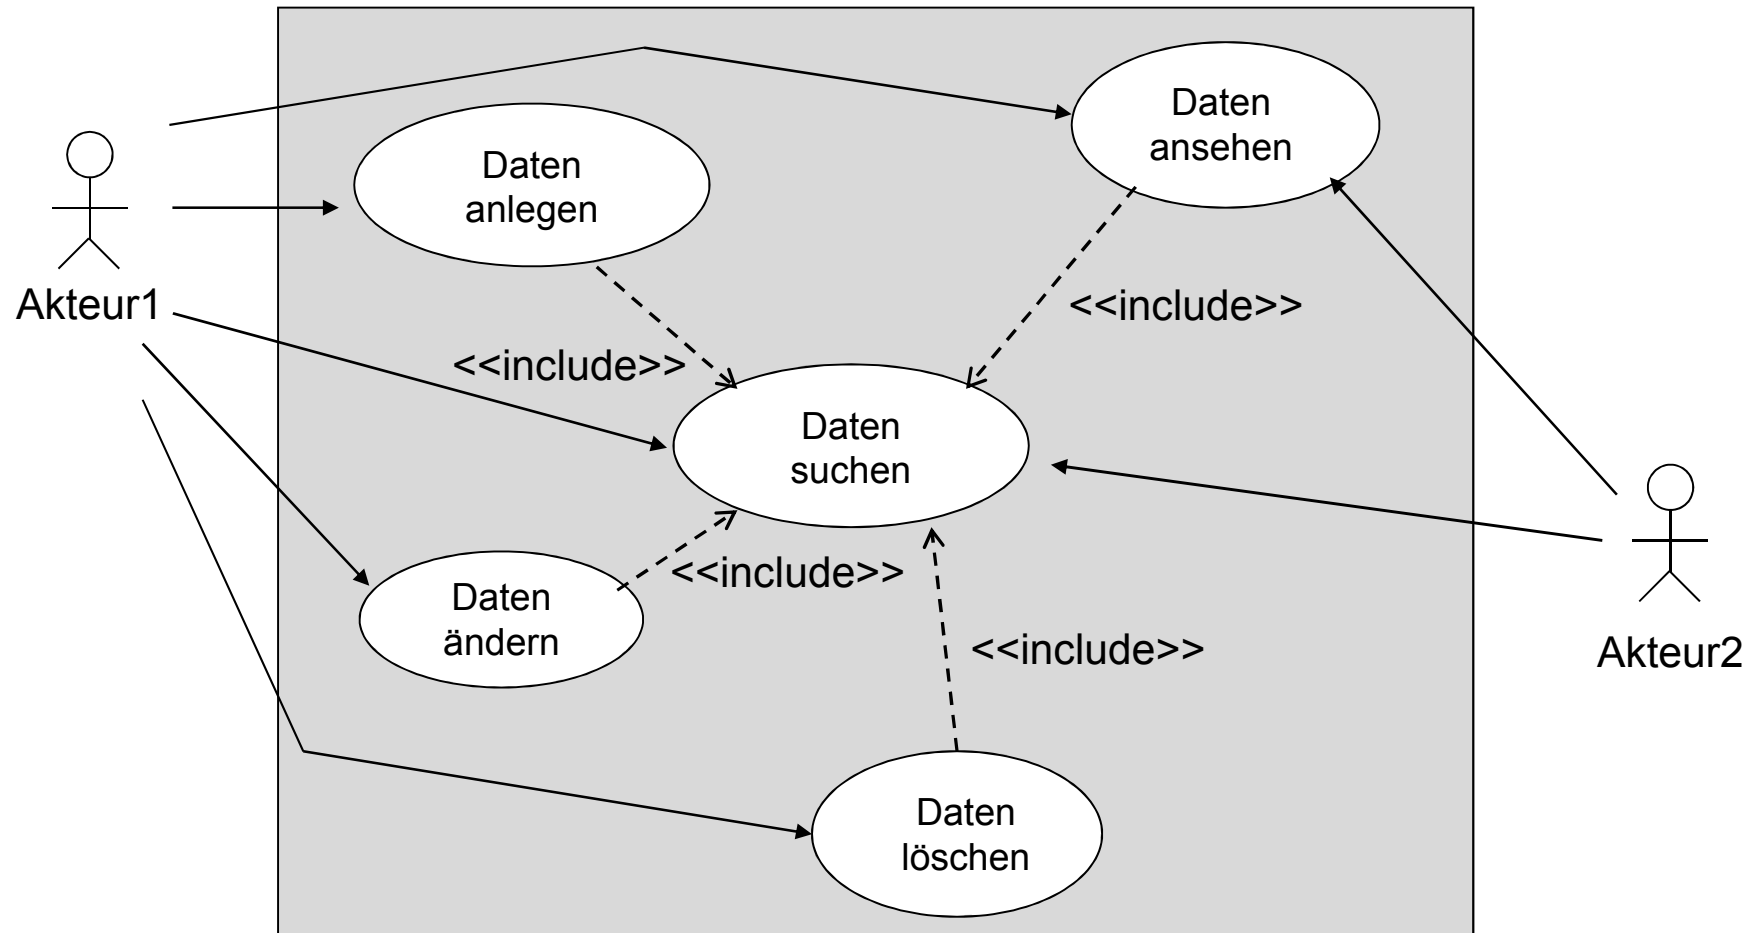 Daten
ansehen
Daten
anlegen
Akteur1
<<include>>
<<include>>
Daten
suchen
<<include>>
Daten
ändern
<<include>>
Akteur2
Daten
löschen